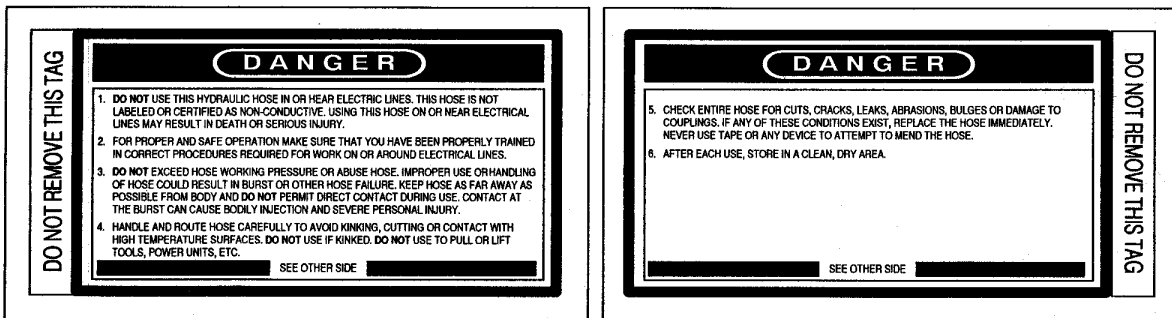 DO NOT REMOVE THIS TAG
DANGER
1. DO NOT USE THIS HYDRAULIC HOSE IN OR HEAR ELECTRIC LINES. THIS HOSE IS NOT
LABELED OR CERTIFIED AS NON-CONDUCTIVE. USING THIS HOSE ON OR NEAR ELECTRICAL
LINES MAY RESULT IN DEATH OR SERIOUS INJURY.
2. FOR PROPER AND SAFE OPERATION MAKE SURE THAT YOU HAVE BEEN PROPERLY TRAINED
IN CORRECT PROCEDURES REQUIRED FOR WORK ON OR AROUND ELECTRICAL LINES.
3. DO NOT EXCEED HOSE WORKING PRESSURE OR ABUSE HOSE. IMPROPER USE OR HANDLING
OF HOSE COULD RESULT IN BURST OR OTHER HOSE FAILURE. KEEP HOSE AS FAR AWAY AS
POSSIBLE FROM BODY AND DO NOT PERMIT DIRECT CONTACT DURING USE. CONTACT AT
THE BURST CAN CAUSE BODILY INJECTION AND SEVERE PERSONAL INJURY.
4. HANDLE AND ROUTE HOSE CAREFULLY TO AVOID KINKING, CUTTING OR CONTACT WITH
HIGH TEMPERATURE SURFACES. DO NOT USE IF KINKED. DO NOT USE TO PULL OR LIFT
TOOLS, POWER UNITS, ETC.
SEE OTHER SIDE
DANGER
5. CHECK ENTIRE HOSE FOR CUTS, CRACKS, LEAKS, ABRASIONS, BULGES OR DAMAGE TO
COUPLINGS. IF ANY OF THESE CONDITIONS EXIST, REPLACE THE HOSE IMMEDIATELY.
NEVER USE TAPE OR ANY DEVICE TO ATTEMPT TO MEND THE HOSE.
6. AFTER EACH USE, STORE IN A CLEAN, DRY AREA.
SEE OTHER SIDE
DO NOT REMOVE THIS TAG